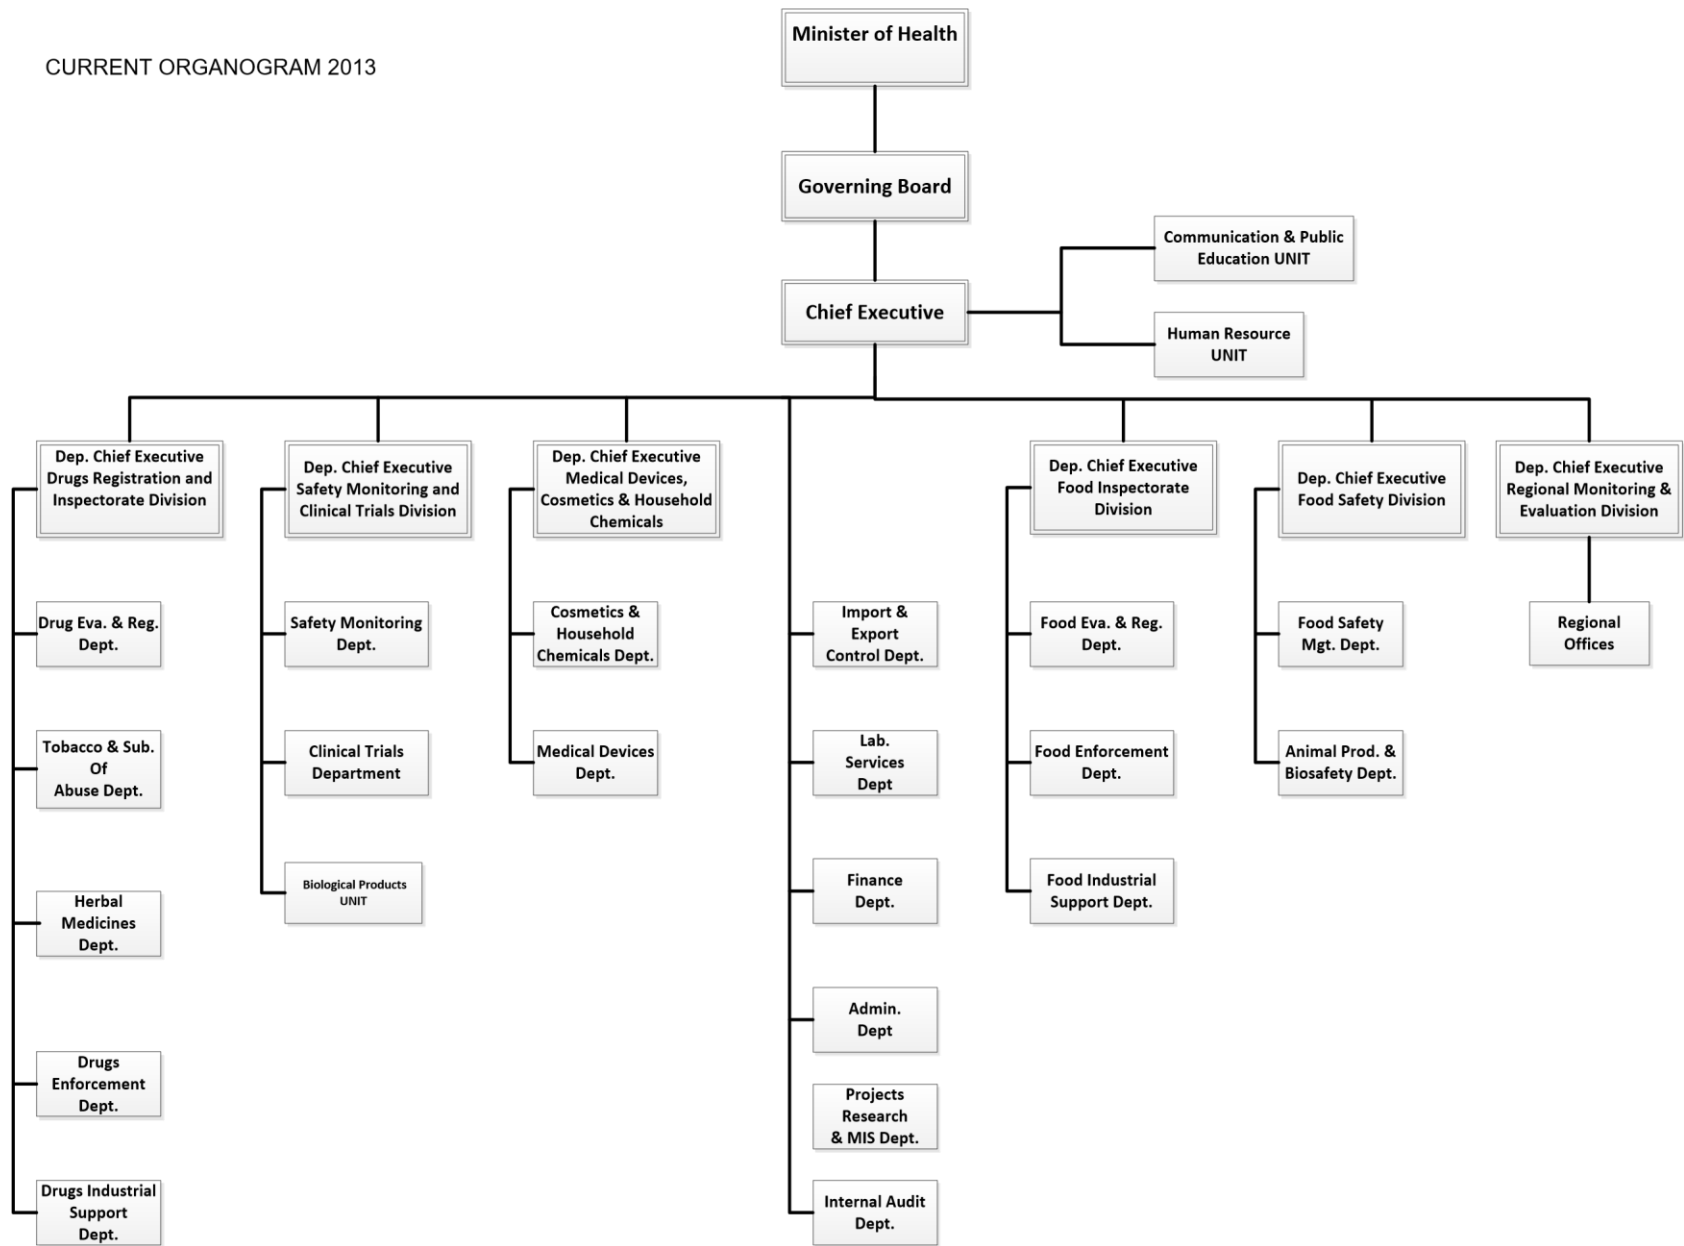 CURRENT ORGANOGRAM 2013
Minister of Health
Governing Board
Chief Executive
Communication & Public
Education UNIT
Human Resource
UNIT
Dep. Chief Executive
Drugs Registration and
Inspectorate Division
Dep. Chief Executive
Safety Monitoring and
Clinical Trials Division
Dep. Chief Executive
Medical Devices,
Cosmetics & Household
Chemicals
Dep. Chief Executive
Food Inspectorate
Division
Dep. Chief Executive
Food Safety Division
Dep. Chief Executive
Regional Monitoring &
Evaluation Division
Drug Eva. & Reg.
Dept.
Safety Monitoring
Dept.
Cosmetics &
Household
Chemicals Dept.
Import &
Export
Control Dept.
Food Eva. & Reg.
Dept.
Food Safety
Mgt. Dept.
Regional
Offices
Tobacco & Sub.
Of
Abuse Dept.
Clinical Trials
Department
Medical Devices
Dept.
Lab.
Services
Dept
Food Enforcement
Dept.
Animal Prod. &
Biosafety Dept.
Herbal
Medicines
Dept.
Biological Products
UNIT
Finance
Dept.
Food Industrial
Support Dept.
Admin.
Dept
Drugs
Enforcement
Dept.
Projects
Research
& MIS Dept.
Drugs Industrial
Support
Dept.
Internal Audit
Dept.